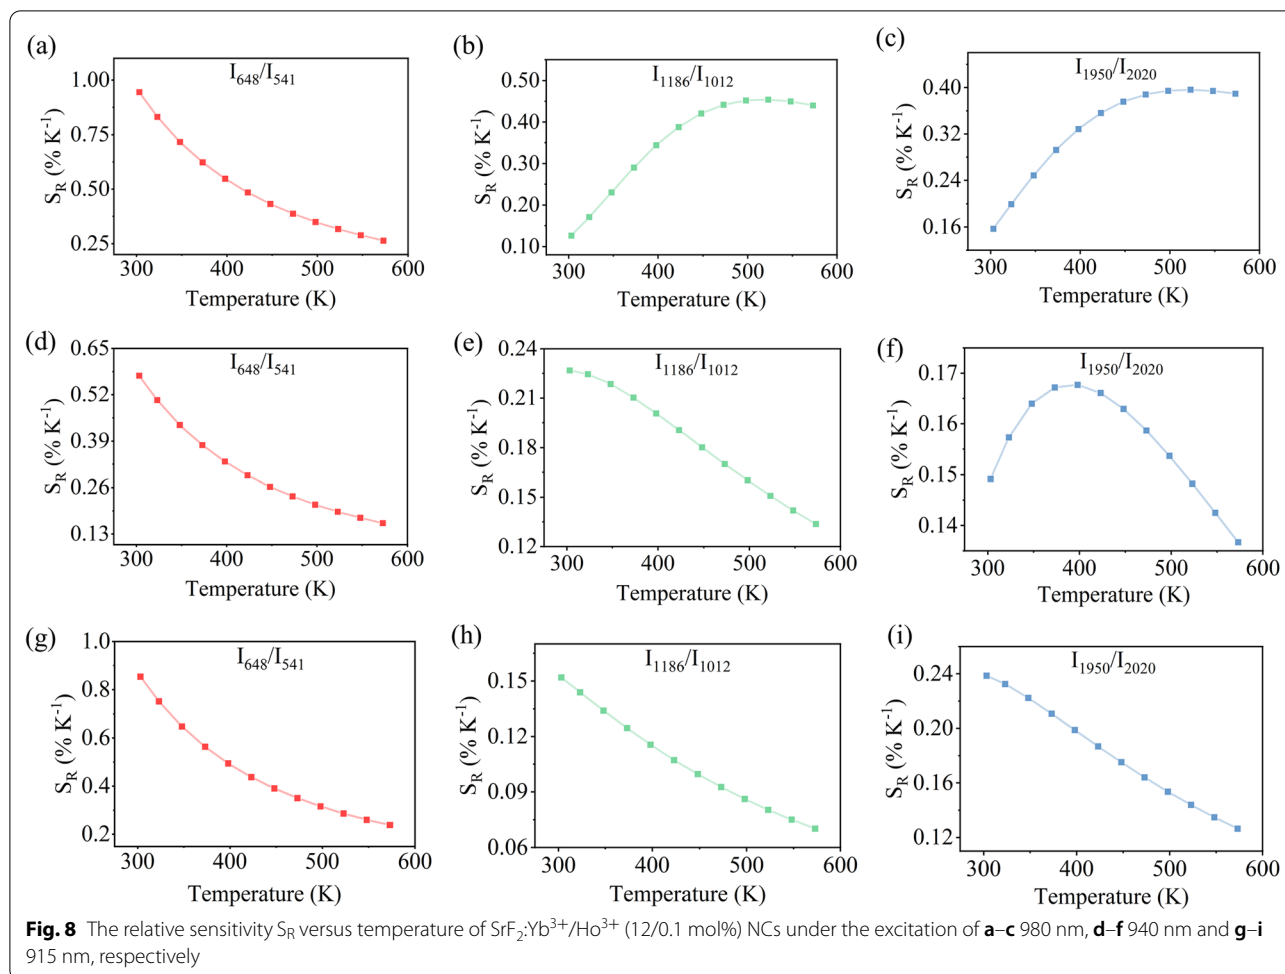 (a)
I648/I541
1.00
0.75
0.50
0.25
SR (% K-1)
300 400 500 600
Temperature (K)
(b)
I1186/I1012
0.50
0.40
0.30
0.20
0.10
SR (% K-1)
300 400 500 600
Temperature (K)
(c)
I1950/I2020
0.40
0.32
0.24
0.16
SR (% K-1)
300 400 500 600
Temperature (K)
(d)
I648/I541
0.65
0.52
0.39
0.26
0.13
SR (% K-1)
300 400 500 600
Temperature (K)
(e)
I1186/I1012
0.24
0.21
0.18
0.15
0.12
SR (% K-1)
300 400 500 600
Temperature (K)
(f)
I1950/I2020
0.17
0.16
0.15
0.14
SR (% K-1)
300 400 500 600
Temperature (K)
(g)
I648/I541
1.0
0.8
0.6
0.4
0.2
SR (% K-1)
300 400 500 600
Temperature (K)
(h)
I1186/I1012
0.15
0.12
0.09
0.06
SR (% K-1)
300 400 500 600
Temperature (K)
(i)
I1950/I2020
0.24
0.20
0.16
0.12
SR (% K-1)
300 400 500 600
Temperature (K)
Fig. 8 The relative sensitivity SR versus temperature of SrF2:Yb3+/Ho3+ (12/0.1 mol%) NCs under the excitation of a–c 980 nm, d–f 940 nm and g–i
915 nm, respectively